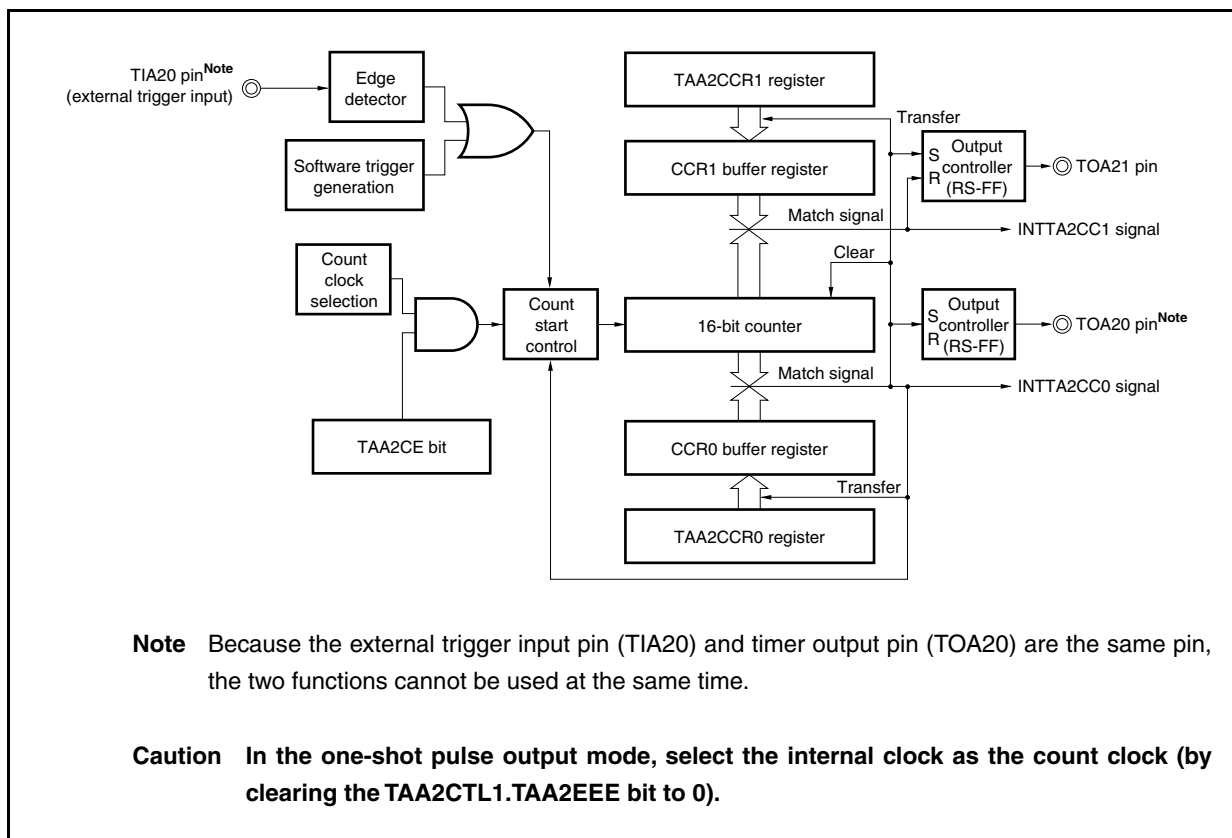 TIA20 pinNote
(external trigger input)
Edge
detector
Software trigger
generation
Count
clock
selection
TAA2CE bit
Count
start
control
TAA2CCR1 register
Transfer
CCR1 buffer register
Match signal
Clear
16-bit counter
Match signal
CCR0 buffer register
Transfer
TAA2CCR0 register
S
R
Output
controller
(RS-FF)
TOA21 pin
INTTA2CC1 signal
S
R
Output
controller
(RS-FF)
TOA20 pinNote
INTTA2CC0 signal
Note Because the external trigger input pin (TIA20) and timer output pin (TOA20) are the same pin,
the two functions cannot be used at the same time.
Caution In the one-shot pulse output mode, select the internal clock as the count clock (by
clearing the TAA2CTL1.TAA2EEE bit to 0).